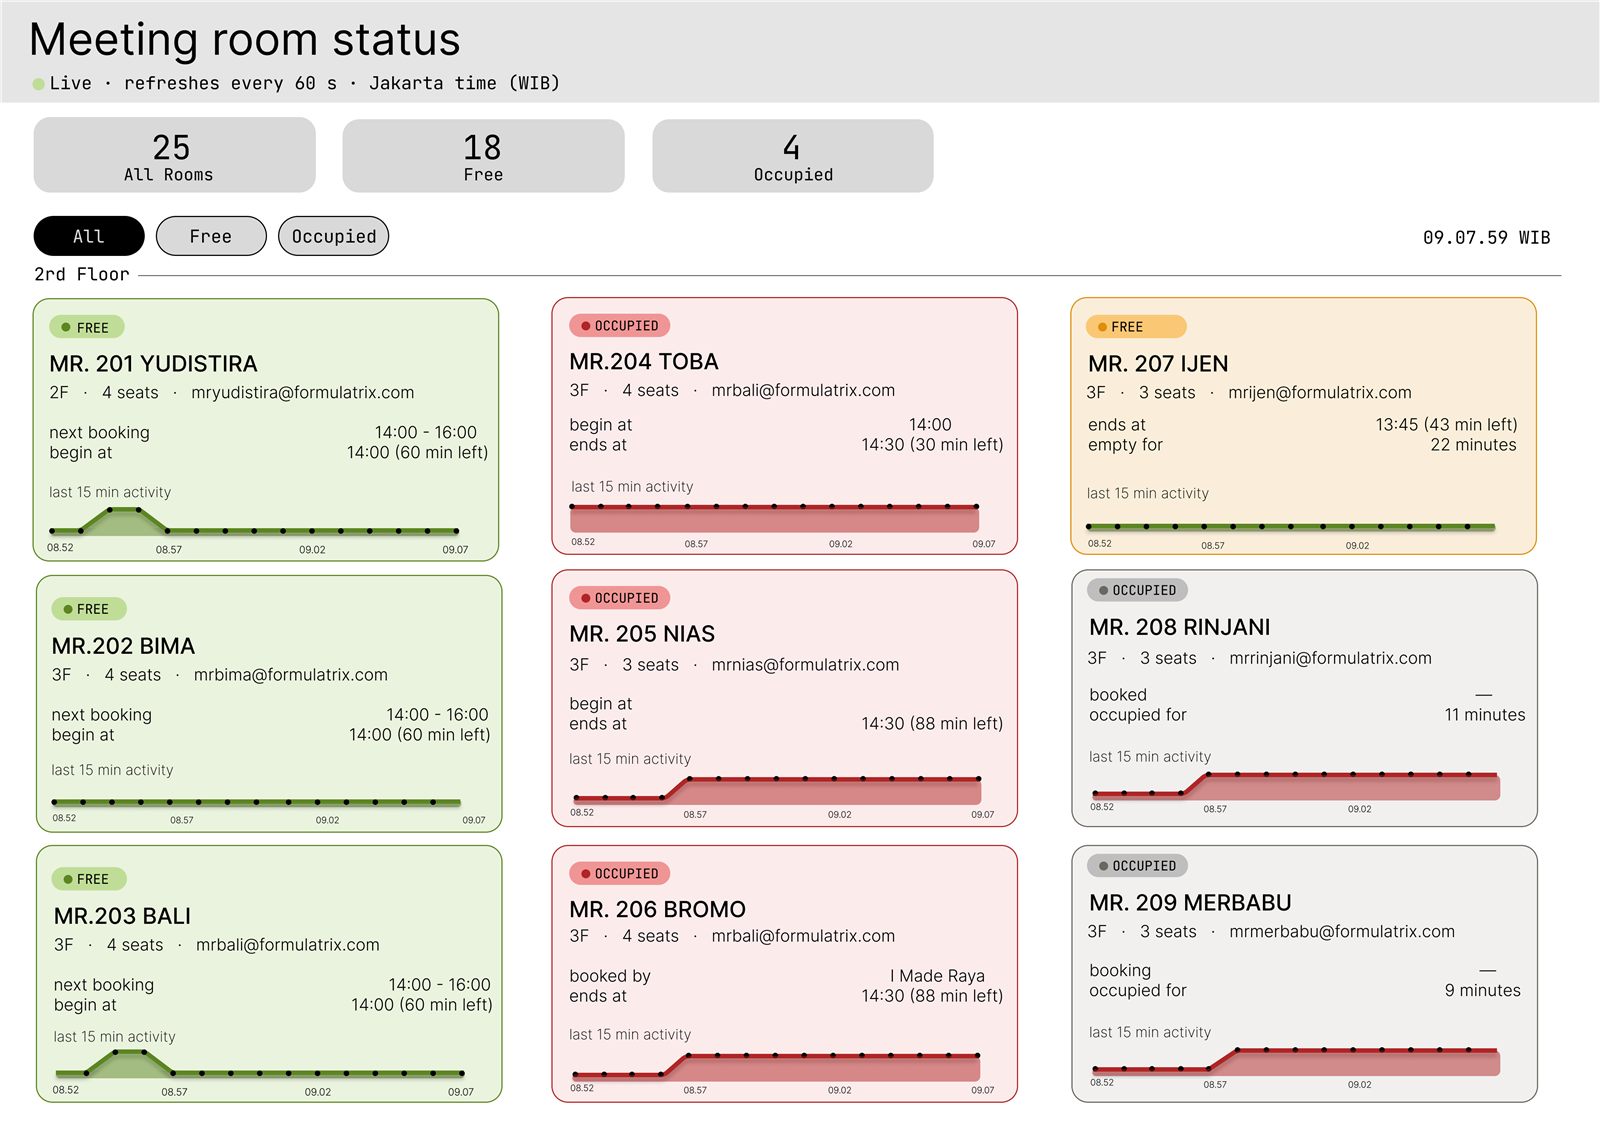 Meeting room status
Live · refreshes every 60 s · Jakarta time (WIB)
25
All Rooms
18
Free
4
Occupied
All
Free
Occupied
09.07.59 WIB
2rd Floor
FREE
MR. 201 YUDISTIRA
2F · 4 seats · mryudistira@formulatrix.com
next booking 14:00 - 16:00
begin at 14:00 (60 min left)
last 15 min activity
08.52 08.57 09.02 09.07
OCCUPIED
MR.204 TOBA
3F · 4 seats · mrbali@formulatrix.com
begin at 14:00
ends at 14:30 (30 min left)
last 15 min activity
08.52 08.57 09.02 09.07
FREE
MR. 207 IJEN
3F · 3 seats · mrijen@formulatrix.com
ends at 13:45 (43 min left)
empty for 22 minutes
last 15 min activity
08.52 08.57 09.02
FREE
MR.202 BIMA
3F · 4 seats · mrbima@formulatrix.com
next booking 14:00 - 16:00
begin at 14:00 (60 min left)
last 15 min activity
08.52 08.57 09.02 09.07
OCCUPIED
MR. 205 NIAS
3F · 3 seats · mrnias@formulatrix.com
begin at
ends at 14:30 (88 min left)
last 15 min activity
08.52 08.57 09.02 09.07
OCCUPIED
MR. 208 RINJANI
3F · 3 seats · mrrinjani@formulatrix.com
booked —
occupied for 11 minutes
last 15 min activity
08.52 08.57 09.02
FREE
MR.203 BALI
3F · 4 seats · mrbali@formulatrix.com
next booking 14:00 - 16:00
begin at 14:00 (60 min left)
last 15 min activity
08.52 08.57 09.02 09.07
OCCUPIED
MR. 206 BROMO
3F · 4 seats · mrbali@formulatrix.com
booked by I Made Raya
ends at 14:30 (88 min left)
last 15 min activity
08.52 08.57 09.02 09.07
OCCUPIED
MR. 209 MERBABU
3F · 3 seats · mrmerbabu@formulatrix.com
booking —
occupied for 9 minutes
last 15 min activity
08.52 08.57 09.02